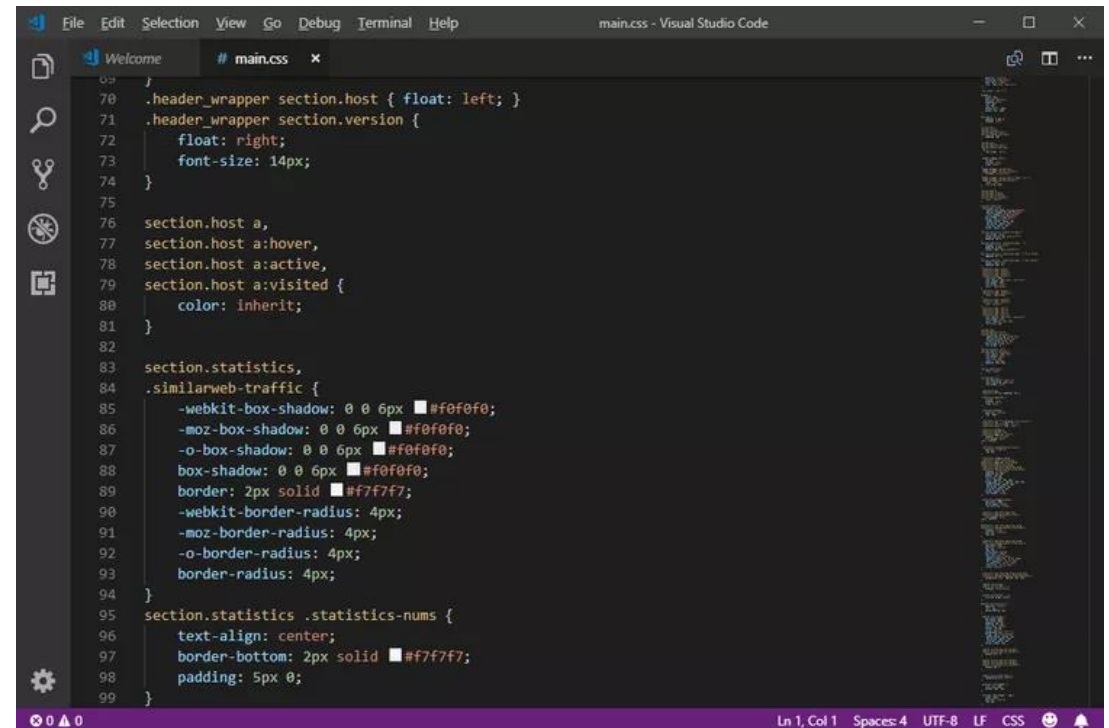 File Edit Selection View Go Debug Terminal Help main.css - Visual Studio Code
Welcome # main.css
69 }
70 .header_wrapper section.host { float: left; }
71 .header_wrapper section.version {
72 float: right;
73 font-size: 14px;
74 }
75
76 section.host a,
77 section.host a:hover,
78 section.host a:active,
79 section.host a:visited {
80 color: inherit;
81 }
82
83 section.statistics,
84 .similarweb-traffic {
85 -webkit-box-shadow: 0 0 6px #f0f0f0;
86 -moz-box-shadow: 0 0 6px #f0f0f0;
87 -o-box-shadow: 0 0 6px #f0f0f0;
88 box-shadow: 0 0 6px #f0f0f0;
89 border: 2px solid #f7f7f7;
90 -webkit-border-radius: 4px;
91 -moz-border-radius: 4px;
92 -o-border-radius: 4px;
93 border-radius: 4px;
94 }
95 section.statistics .statistics-nums {
96 text-align: center;
97 border-bottom: 2px solid #f7f7f7;
98 padding: 5px 0;
99 }
0 0 Ln 1, Col 1 Spaces: 4 UTF-8 LF CSS